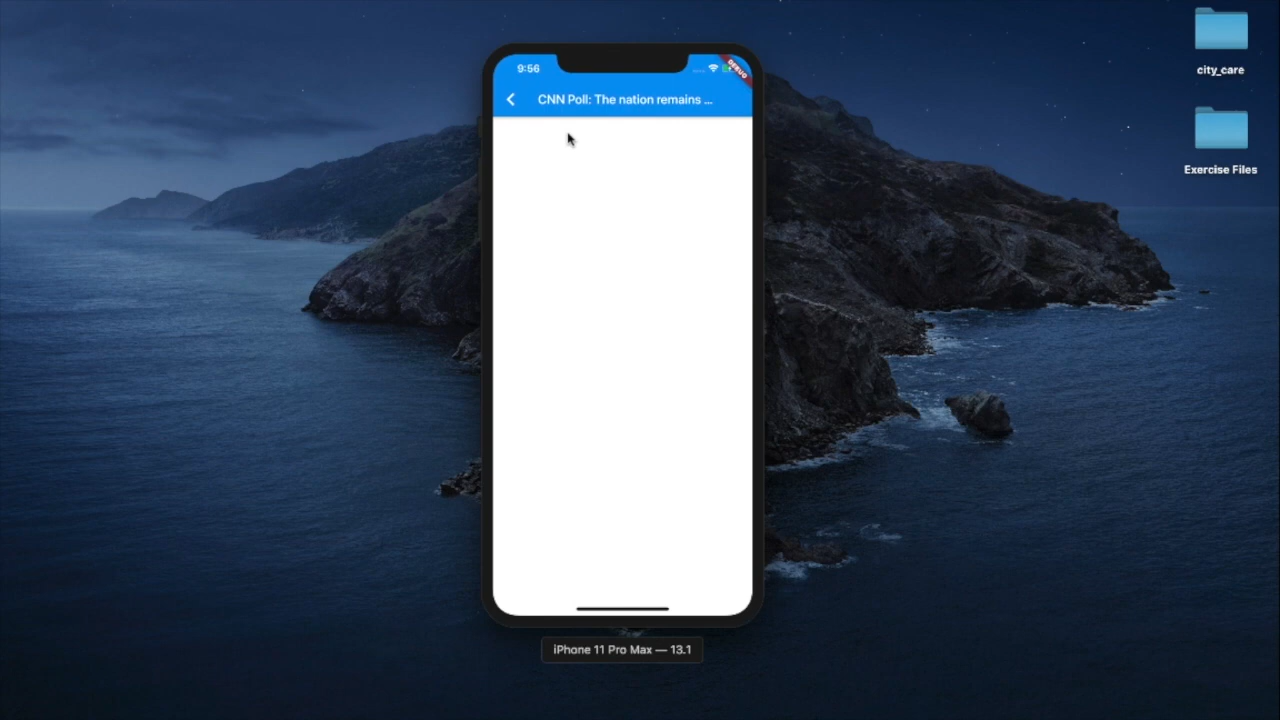 9:56
DEBUG
CNN Poll: The nation remains ...
city_care
Exercise Files
iPhone 11 Pro Max — 13.1